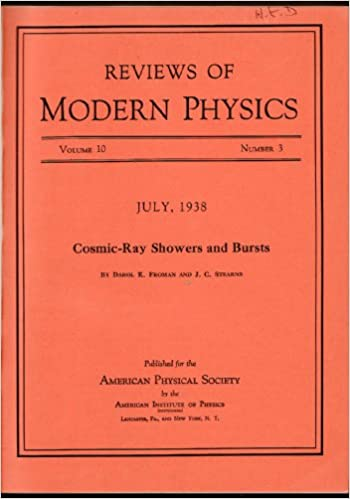 H.F.D
REVIEWS OF
MODERN PHYSICS
VOLUME 10 NUMBER 3
JULY, 1938
Cosmic-Ray Showers and Bursts
BY DAROL K. FROMAN AND J. C. STEARNS
Published for the
AMERICAN PHYSICAL SOCIETY
by the
AMERICAN INSTITUTE OF PHYSICS
INCORPORATED
LANCASTER, PA., AND NEW YORK, N. Y.